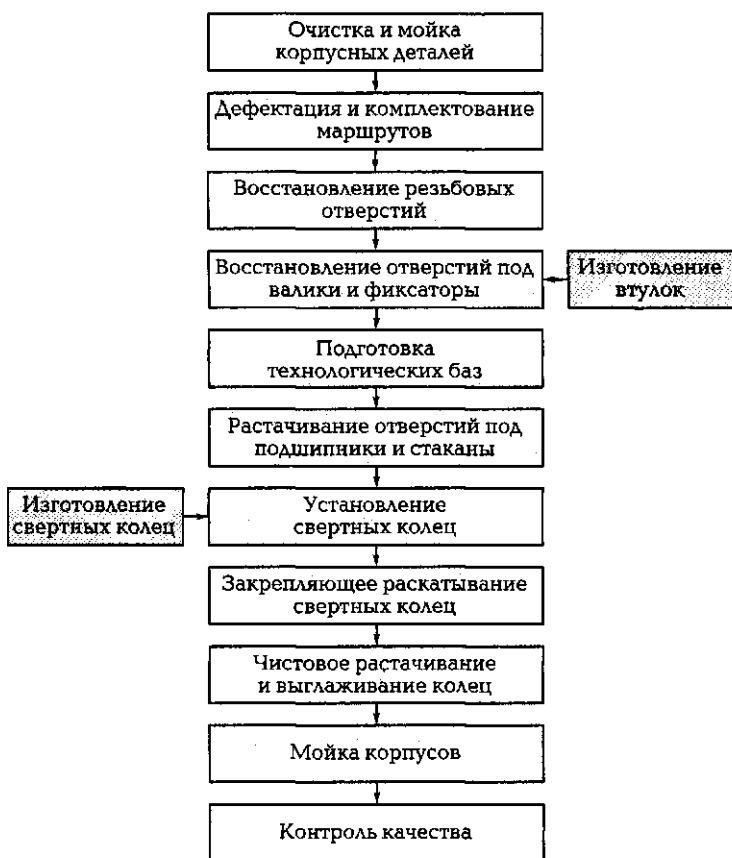 Очистка и мойка
корпусных деталей
Дефектация и комплектование
маршрутов
Восстановление резьбовых
отверстий
Восстановление отверстий под
валики и фиксаторы
Изготовление
втулок
Подготовка
технологических баз
Растачивание отверстий под
подшипники и стаканы
Изготовление
свертных колец
Установление
свертных колец
Закрепляющее раскатывание
свертных колец
Чистовое растачивание
и выглаживание колец
Мойка корпусов
Контроль качества